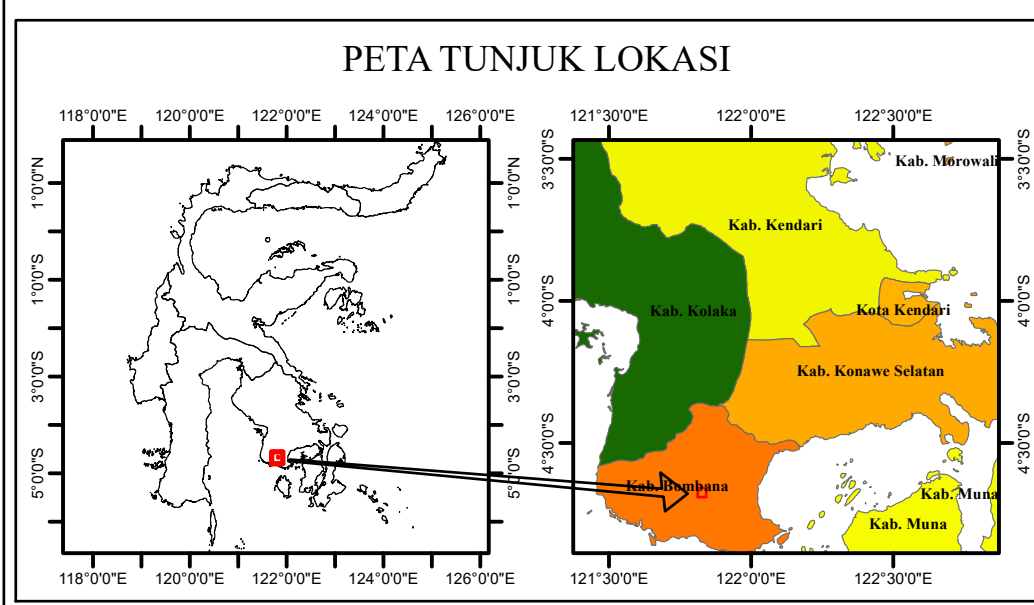 PETA TUNJUK LOKASI
118°0'0"E 120°0'0"E 122°0'0"E 124°0'0"E 126°0'0"E
121°30'0"E 122°0'0"E 122°30'0"E
1°0'0"N
1°0'0"S
3°0'0"S
5°0'0"S
1°0'0"N
1°0'0"S
3°0'0"S
5°0'0"S
118°0'0"E 120°0'0"E 122°0'0"E 124°0'0"E 126°0'0"E
3°30'0"S
4°0'0"S
4°30'0"S
Kab. Morowali
Kab. Kendari
Kab. Kolaka
Kota Kendari
Kab. Konawe Selatan
Kab. Bombana
Kab. Muna
Kab. Muna
3°30'0"S
4°0'0"S
4°30'0"S
121°30'0"E 122°0'0"E 122°30'0"E